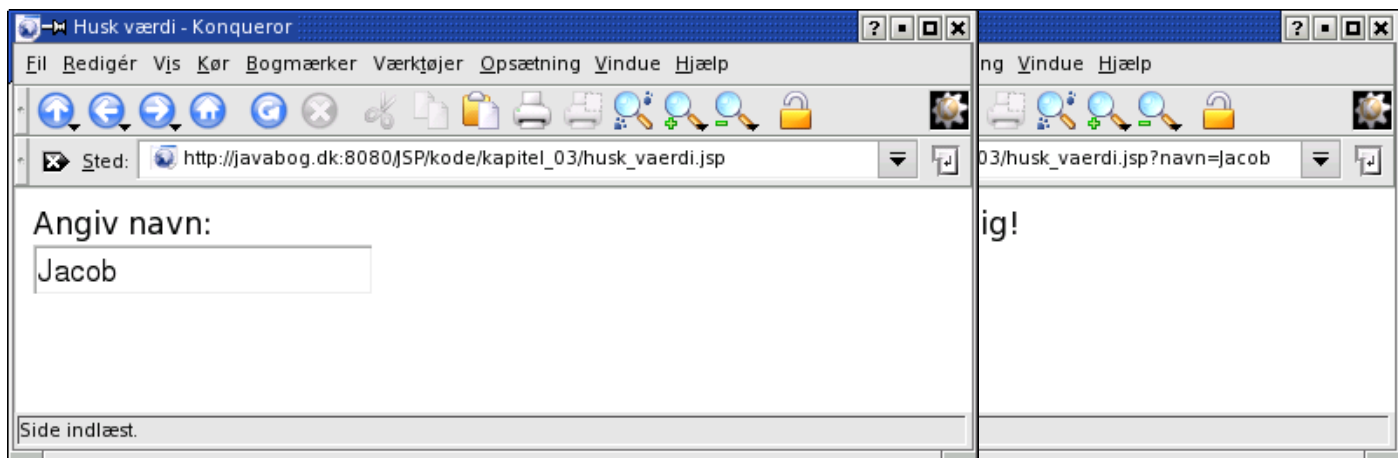 Husk værdi - Konqueror
Fil Redigér Vis Kør Bogmærker Værktøjer Opsætning Vindue Hjælp
ng Vindue Hjælp
Sted: http://javabog.dk:8080/JSP/kode/kapitel_03/husk_vaerdi.jsp
03/husk_vaerdi.jsp?navn=Jacob
Angiv navn:
ig!
Jacob
Side indlæst.